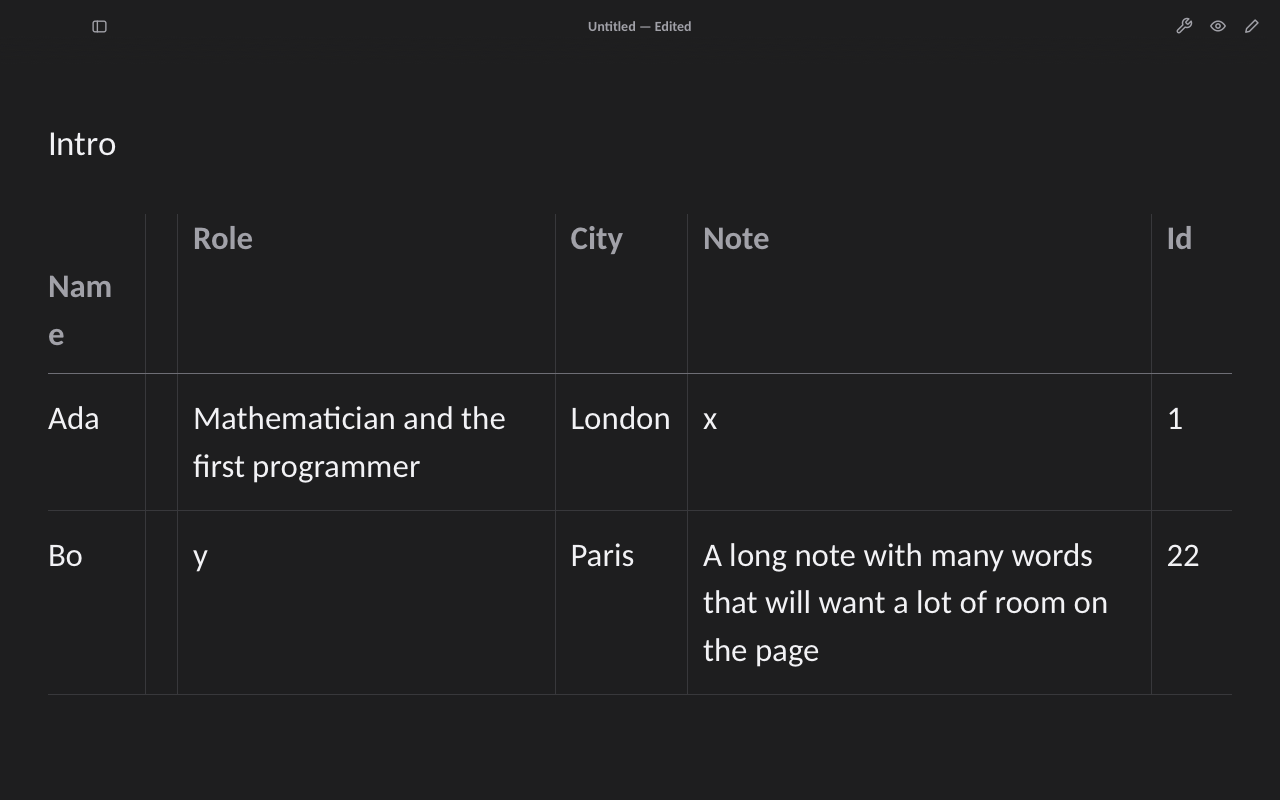 Untitled — Edited
Intro
Role City Note Id
Nam
e
Ada Mathematician and the London x 1
first programmer
Bo y Paris A long note with many words 22
that will want a lot of room on
the page